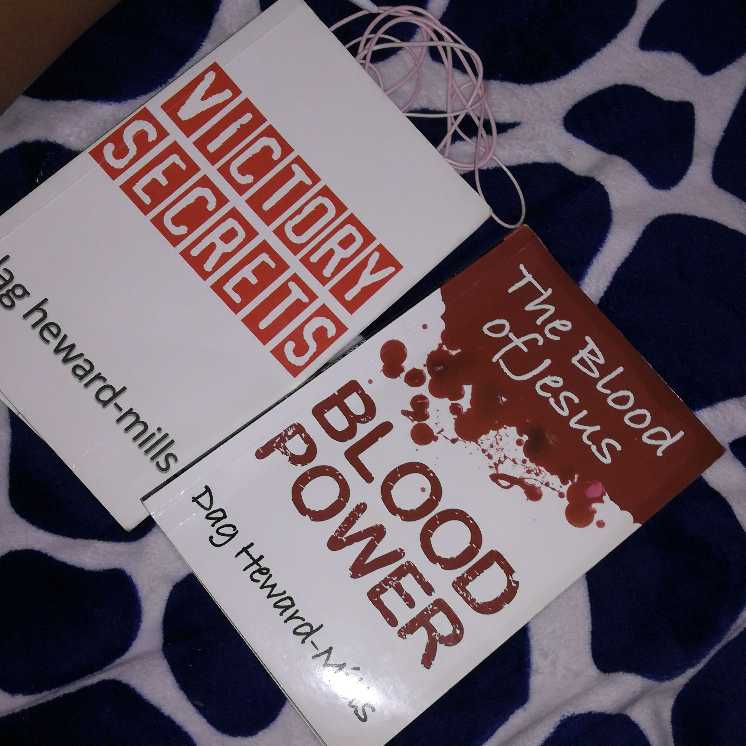 VICTORY
SECRETS
dag heward-mills
The Blood
of Jesus
BLOOD
POWER
Dag Heward-Mills